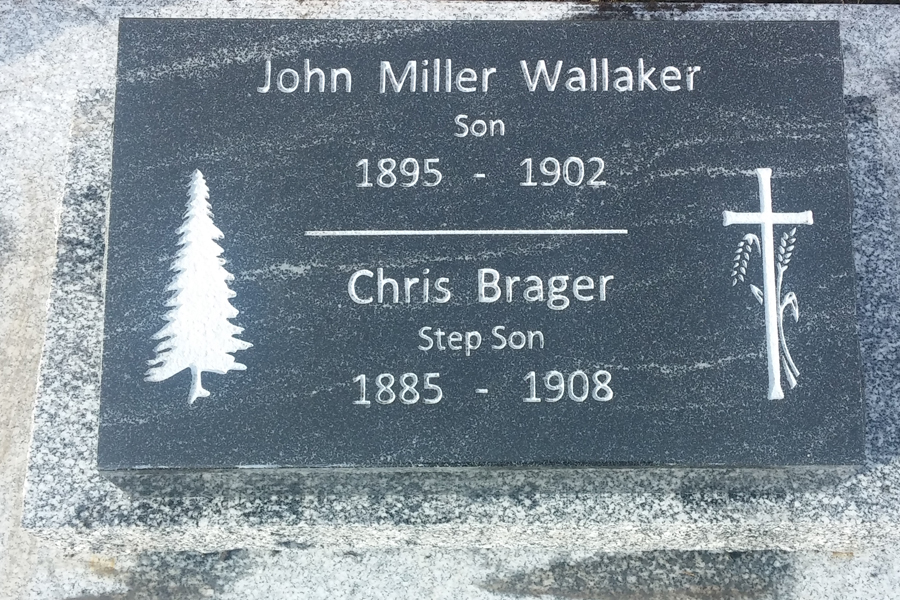 John Miller Wallaker
Son
1895 - 1902
Chris Brager
Step Son
1885 - 1908